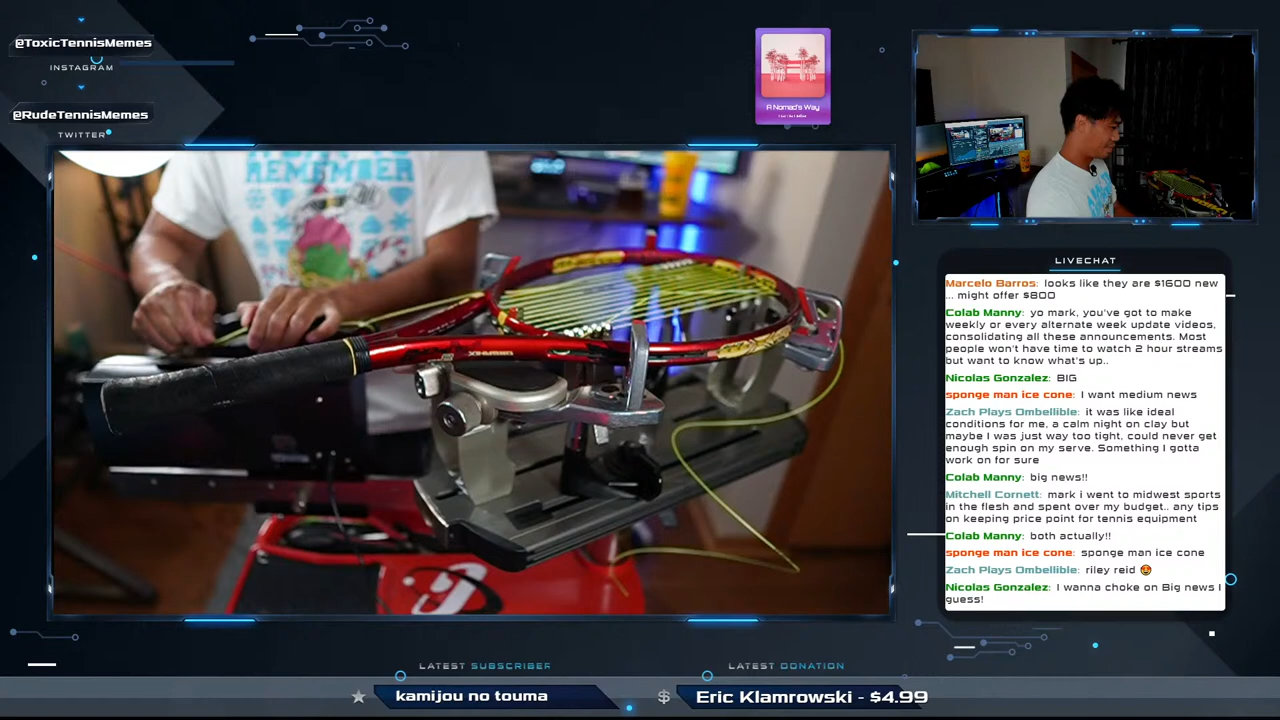 @ToxicTennisMemes
INSTAGRAM
@RudeTennisMemes
TWITTER
A Nomad's Way
REMEMBER
LIVECHAT
Marcelo Barros: looks like they are $1600 new
... might offer $800
Colab Manny: yo mark, you've got to make
weekly or every alternate week update videos,
consolidating all these announcements. Most
people won't have time to watch 2 hour streams
but want to know what's up..
Nicolas Gonzalez: BIG
sponge man ice cone: I want medium news
Zach Plays Ombellible: it was like ideal
conditions for me, a calm night on clay but
maybe I was just way too tight, could never get
enough spin on my serve. Something I gotta
work on for sure
Colab Manny: big news!!
Mitchell Cornett: mark i went to midwest sports
in the flesh and spent over my budget.. any tips
on keeping price point for tennis equipment
Colab Manny: both actually!!
sponge man ice cone: sponge man ice cone
Zach Plays Ombellible: riley reid 😍
Nicolas Gonzalez: I wanna choke on Big news I
guess!
LATEST SUBSCRIBER
LATEST DONATION
kamijou no touma
$ Eric Klamrowski - $4.99